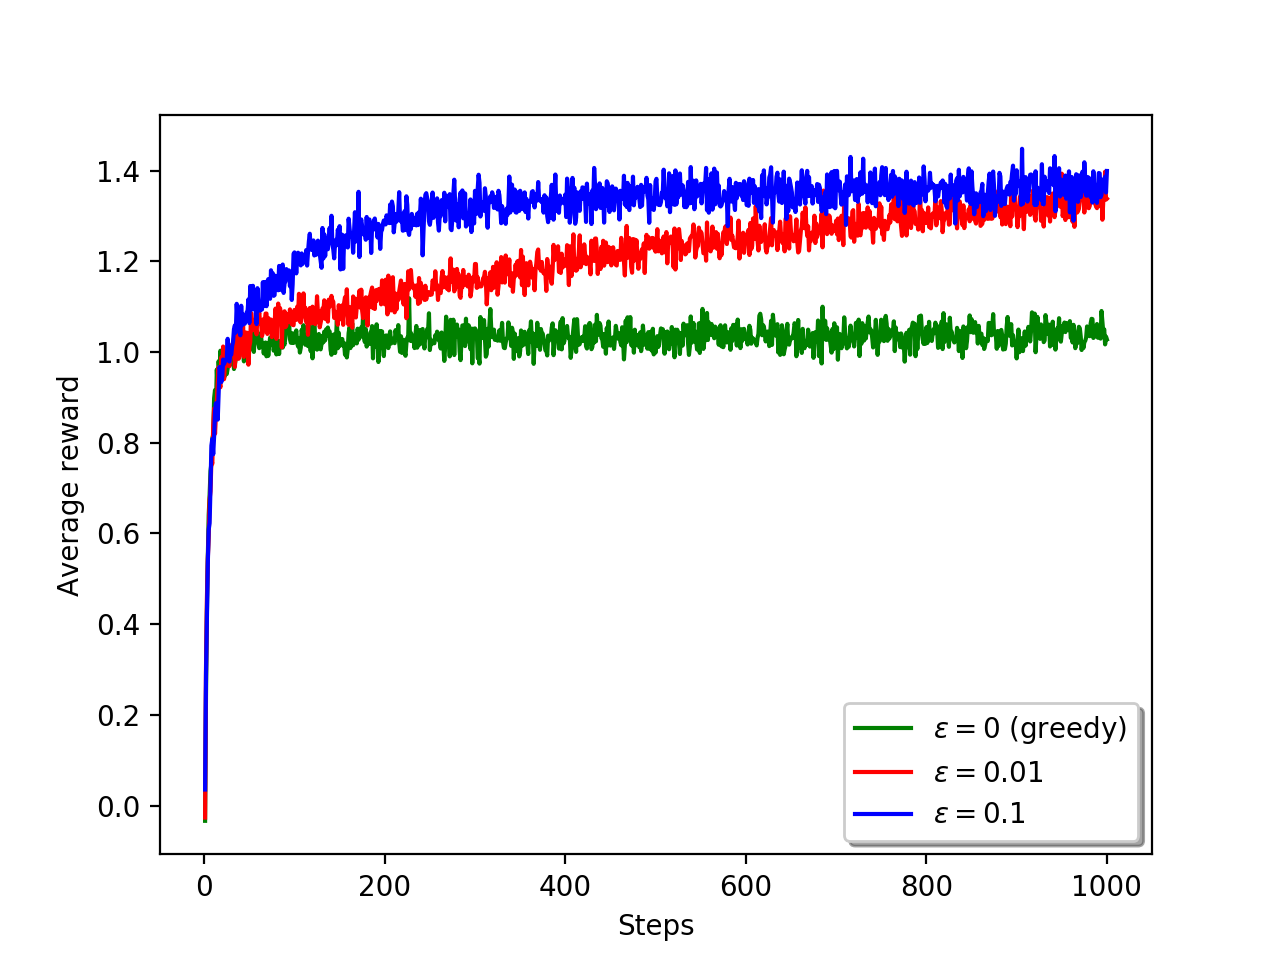 1.4
1.2
1.0
0.8
0.6
0.4
0.2
0.0
Average reward
0 200 400 600 800 1000
Steps
ε = 0 (greedy)
ε = 0.01
ε = 0.1